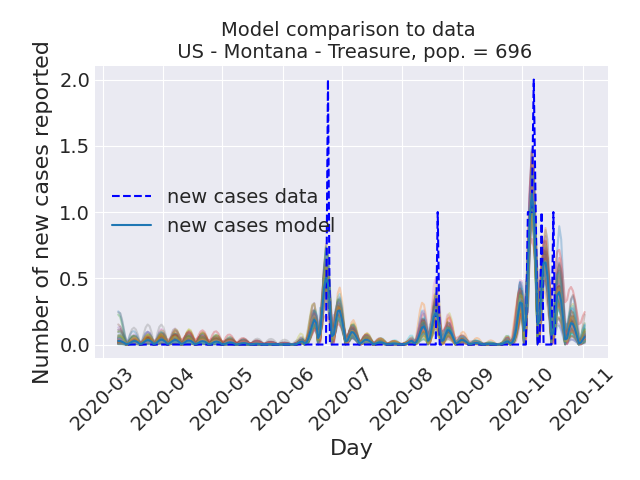 Model comparison to data
US - Montana - Treasure, pop. = 696
Number of new cases reported
2.0
1.5
1.0
0.5
0.0
new cases data
new cases model
2020-03
2020-04
2020-05
2020-06
2020-07
2020-08
2020-09
2020-10
2020-11
Day